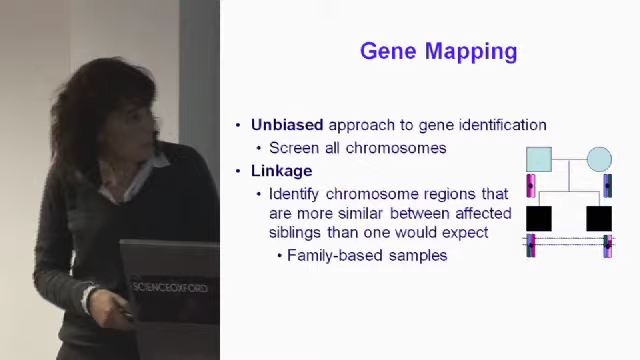 Gene Mapping
• Unbiased approach to gene identification
• Screen all chromosomes
• Linkage
• Identify chromosome regions that
are more similar between affected
siblings than one would expect
• Family-based samples
SCIENCEOXFORD